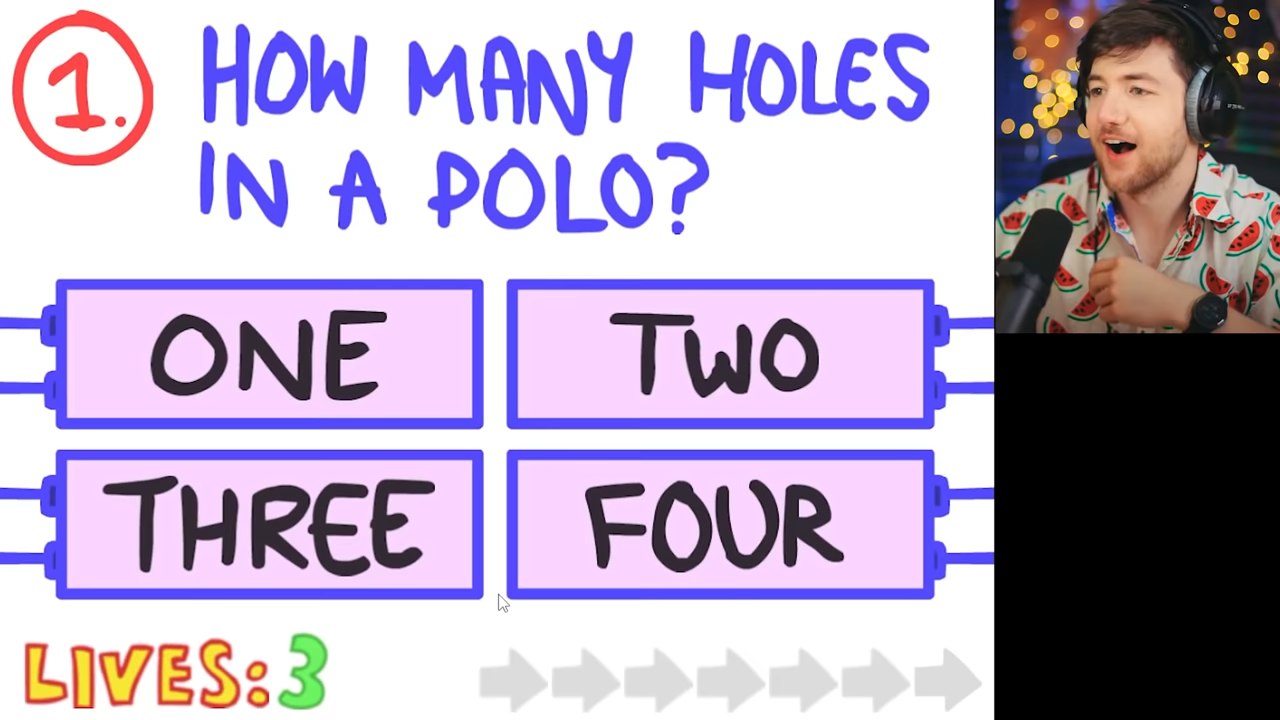 1. HOW MANY HOLES
IN A POLO?
ONE
TWO
THREE
FOUR
LIVES: 3